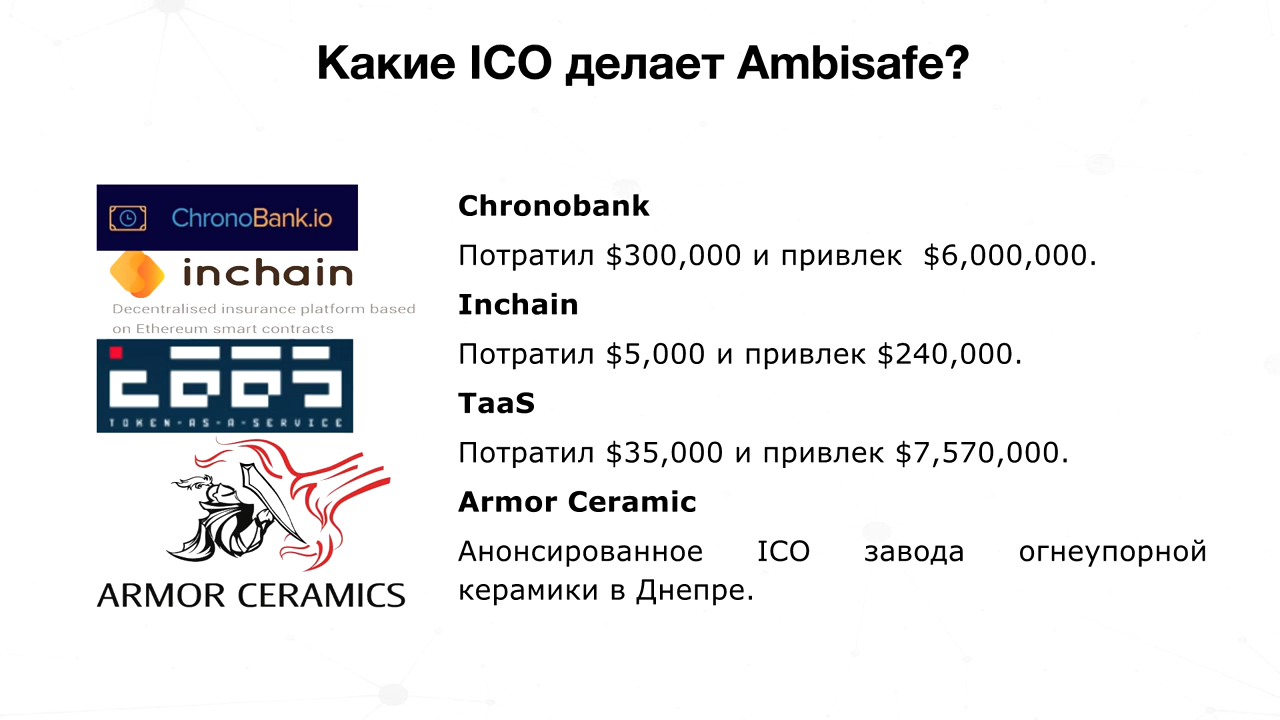 Какие ICO делает Ambisafe?
ChronoBank.io
inchain
Decentralised insurance platform based
on Ethereum smart contracts
taas
TOKEN-AS-A-SERVICE
ARMOR CERAMICS
Chronobank
Потратил $300,000 и привлек $6,000,000.
Inchain
Потратил $5,000 и привлек $240,000.
TaaS
Потратил $35,000 и привлек $7,570,000.
Armor Ceramic
Анонсированное ICO завода огнеупорной
керамики в Днепре.